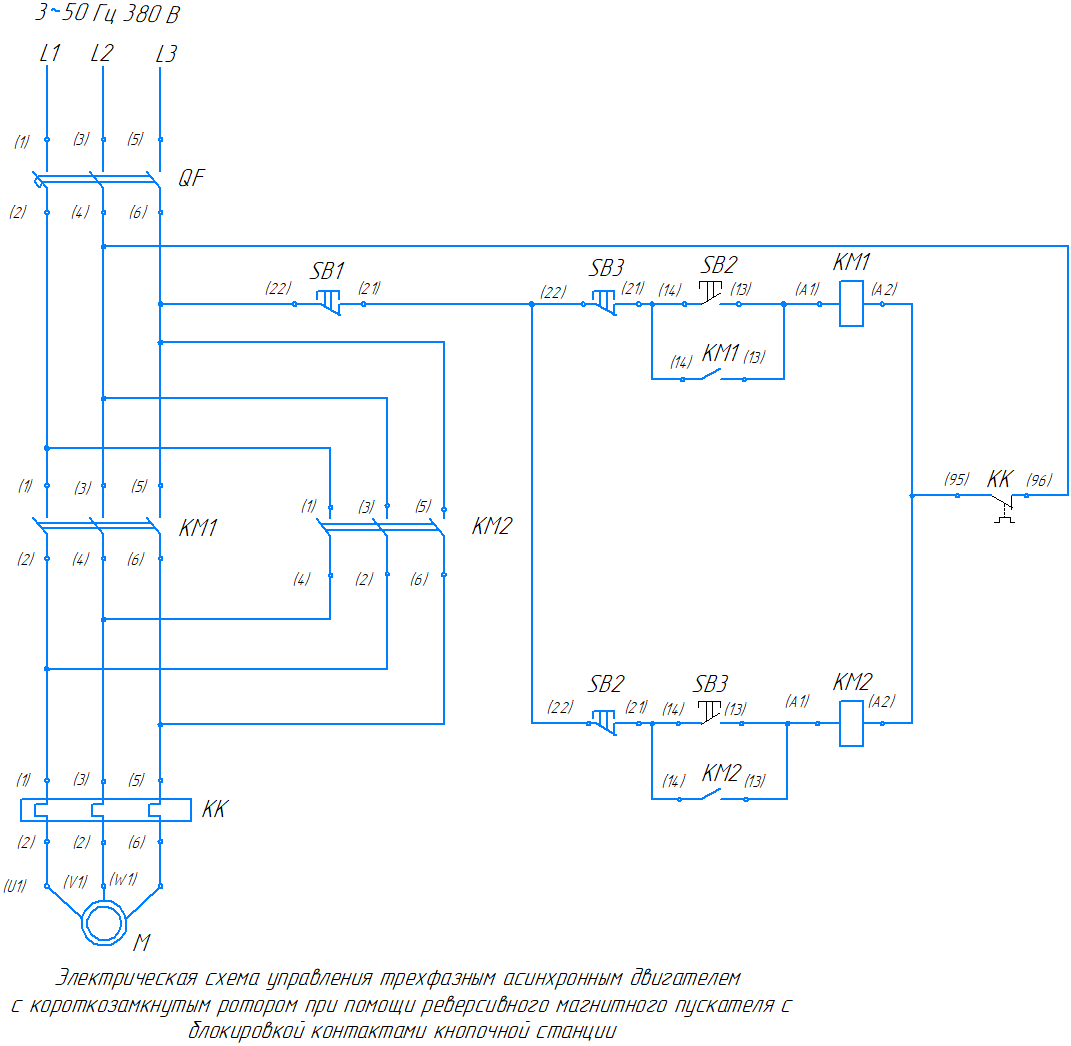 3~50 Гц 380 В
L1 L2 L3
(1) (3) (5)
QF
(2) (4) (6)
SB1
(22) (21)
SB3
(22) (21)
SB2
(14) (13)
KM1
(A1) (A2)
(14) KM1 (13)
(1) (3) (5)
KM1
(2) (4) (6)
(1) (3) (5)
KM2
(4) (2) (6)
(95) KK (96)
SB2
(22) (21)
SB3
(14) (13)
KM2
(A1) (A2)
(14) KM2 (13)
(1) (3) (5)
KK
(2) (2) (6)
(U1) (V1) (W1)
M
Электрическая схема управления трехфазным асинхронным двигателем
с короткозамкнутым ротором при помощи реверсивного магнитного пускателя с
блокировкой контактами кнопочной станции